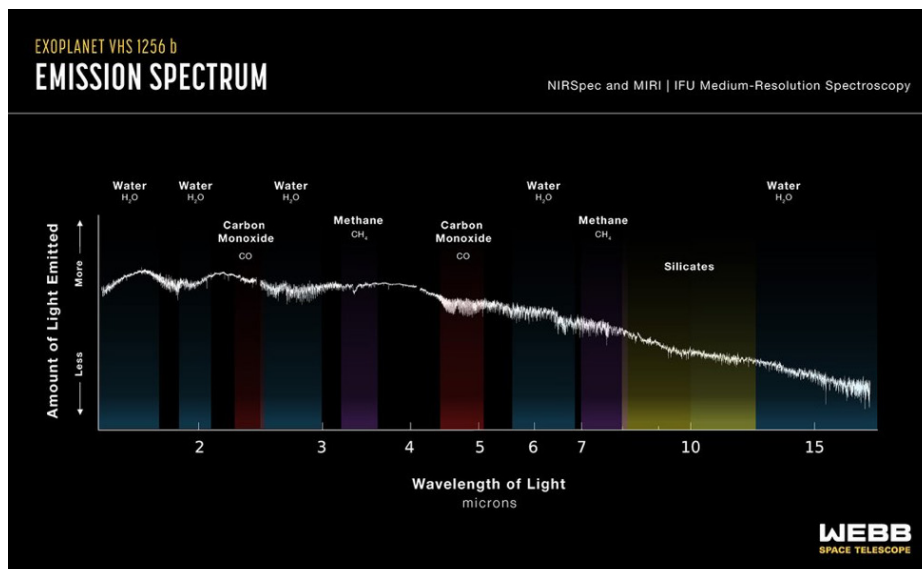 EXOPLANET VHS 1256 b
EMISSION SPECTRUM
NIRSpec and MIRI | IFU Medium-Resolution Spectroscopy
Water
H₂O
Water
H₂O
Water
H₂O
Water
H₂O
Water
H₂O
Carbon
Monoxide
CO
Methane
CH₄
Carbon
Monoxide
CO
Methane
CH₄
Silicates
Amount of Light Emitted
More
Less
2 3 4 5 6 7 10 15
Wavelength of Light
microns
WEBB
SPACE TELESCOPE